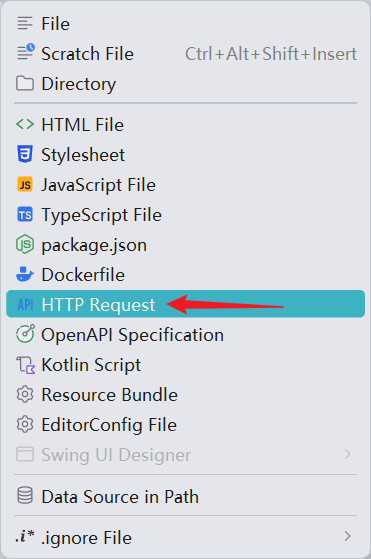 File
Scratch File Ctrl+Alt+Shift+Insert
Directory
HTML File
Stylesheet
JS JavaScript File
TS TypeScript File
package.json
Dockerfile
API HTTP Request
OpenAPI Specification
Kotlin Script
Resource Bundle
EditorConfig File
Swing UI Designer
Data Source in Path
.i* .ignore File